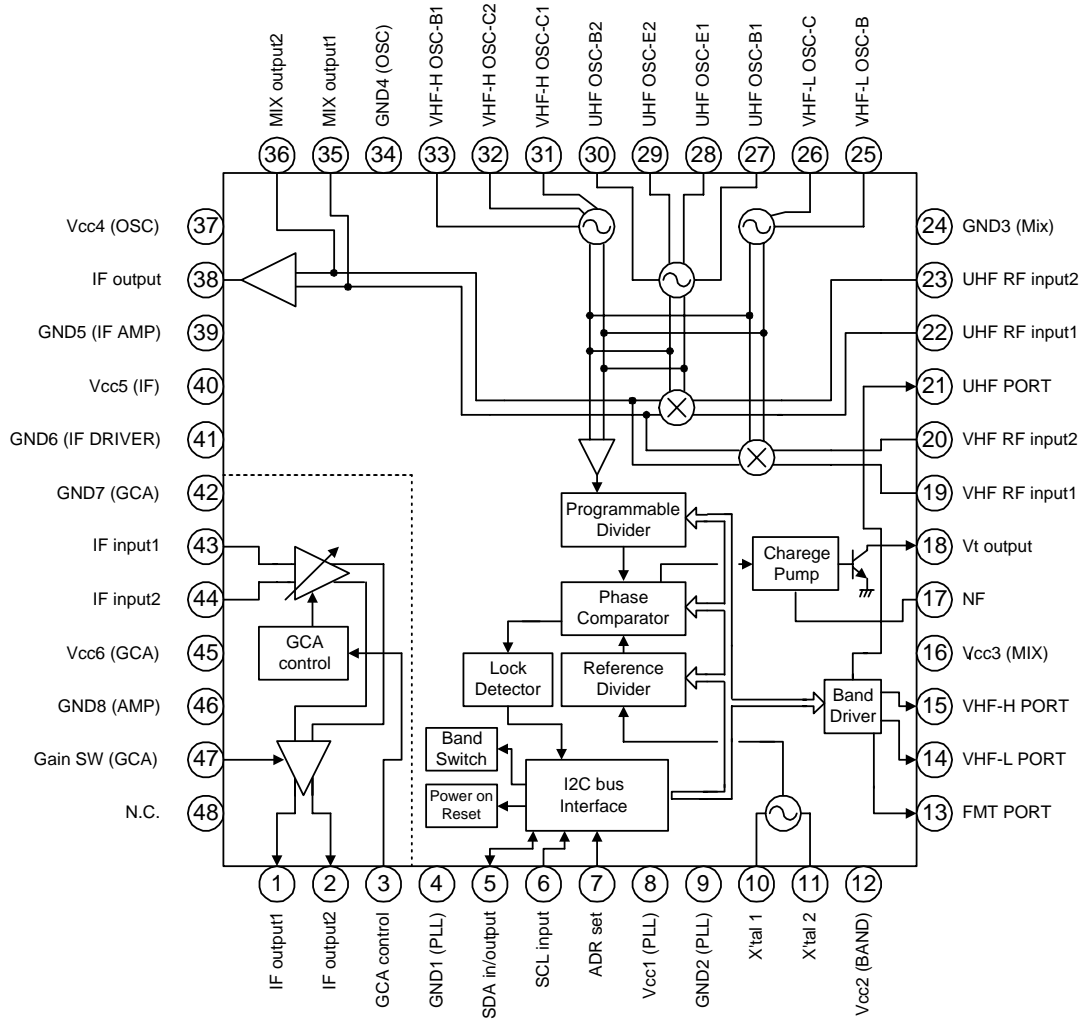 MIX output2
MIX output1
GND4 (OSC)
VHF-H OSC-B1
VHF-H OSC-C2
VHF-H OSC-C1
UHF OSC-B2
UHF OSC-E2
UHF OSC-E1
UHF OSC-B1
VHF-L OSC-C
VHF-L OSC-B
36
35
34
33
32
31
30
29
28
27
26
25
Vcc4 (OSC)
37
IF output
38
GND5 (IF AMP)
39
Vcc5 (IF)
40
GND6 (IF DRIVER)
41
GND7 (GCA)
42
IF input1
43
IF input2
44
Vcc6 (GCA)
45
GND8 (AMP)
46
Gain SW (GCA)
47
N.C.
48
24
GND3 (Mix)
23
UHF RF input2
22
UHF RF input1
21
UHF PORT
20
VHF RF input2
19
VHF RF input1
18
Vt output
17
NF
16
Vcc3 (MIX)
15
VHF-H PORT
14
VHF-L PORT
13
FMT PORT
Programmable
Divider
Phase
Comparator
Charege
Pump
GCA
control
Lock
Detector
Reference
Divider
Band
Driver
Band
Switch
Power on
Reset
I2C bus
Interface
1
2
3
4
5
6
7
8
9
10
11
12
IF output1
IF output2
GCA control
GND1 (PLL)
SDA in/output
SCL input
ADR set
Vcc1 (PLL)
GND2 (PLL)
X'tal 1
X'tal 2
Vcc2 (BAND)